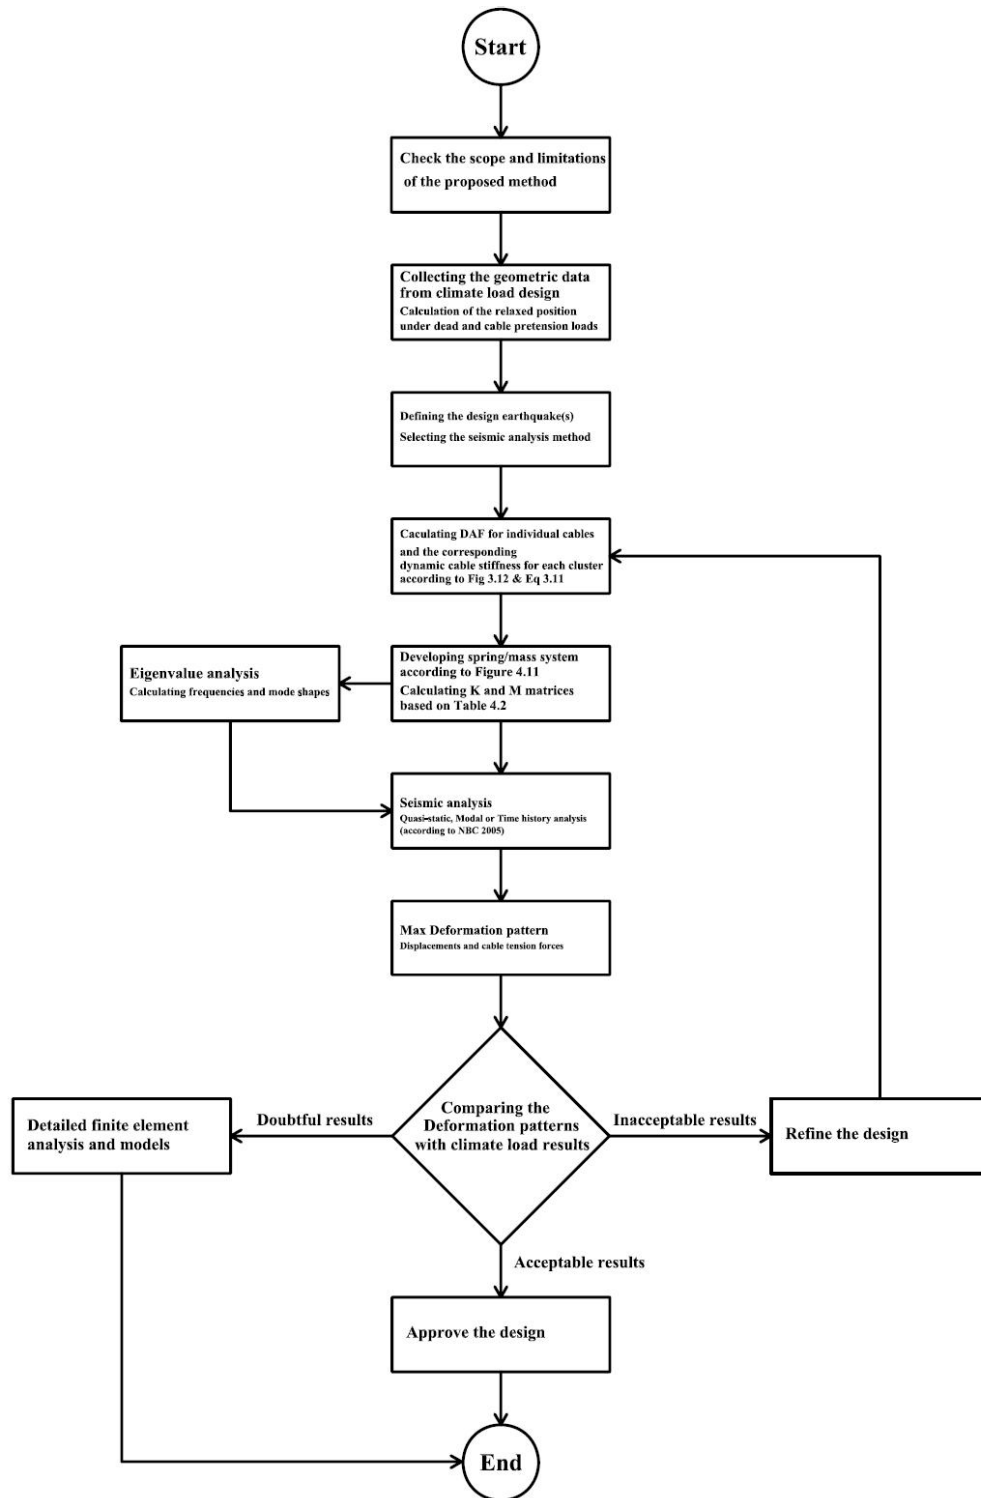 Start
Check the scope and limitations
of the proposed method
Collecting the geometric data
from climate load design
Calculation of the relaxed position
under dead and cable pretension loads
Defining the design earthquake(s)
Selecting the seismic analysis method
Caculating DAF for individual cables
and the corresponding
dynamic cable stiffness for each cluster
according to Fig 3.12 & Eq 3.11
Developing spring/mass system
according to Figure 4.11
Calculating K and M matrices
based on Table 4.2
Eigenvalue analysis
Calculating frequencies and mode shapes
Seismic analysis
Quasi-static, Modal or Time history analysis
(according to NBC 2005)
Max Deformation pattern
Displacements and cable tension forces
Comparing the
Deformation patterns
with climate load results
Doubtful results
Detailed finite element
analysis and models
Inacceptable results
Refine the design
Acceptable results
Approve the design
End